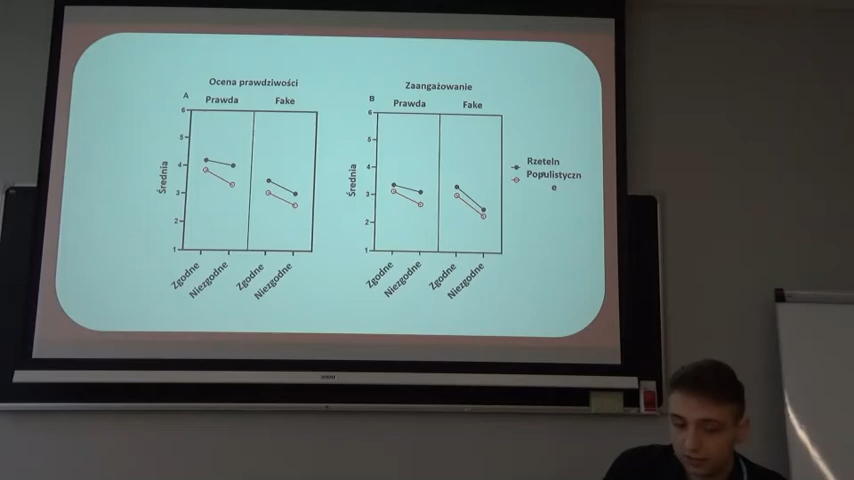 Ocena prawdziwości
A
Prawda
Fake
6
5
4
3
2
1
Średnia
Zgodne
Niezgodne
Zgodne
Niezgodne
Zaangażowanie
B
Prawda
Fake
6
5
4
3
2
1
Średnia
Zgodne
Niezgodne
Zgodne
Niezgodne
Rzeteln
Populistyczn
e